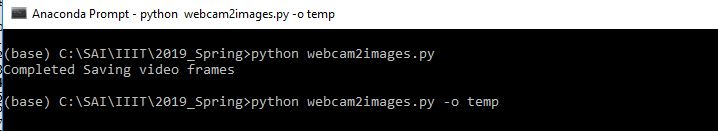 Anaconda Prompt - python  webcam2images.py -o temp
(base) C:\SAI\IIIT\2019_Spring>python webcam2images.py
Completed Saving video frames
(base) C:\SAI\IIIT\2019_Spring>python webcam2images.py -o temp